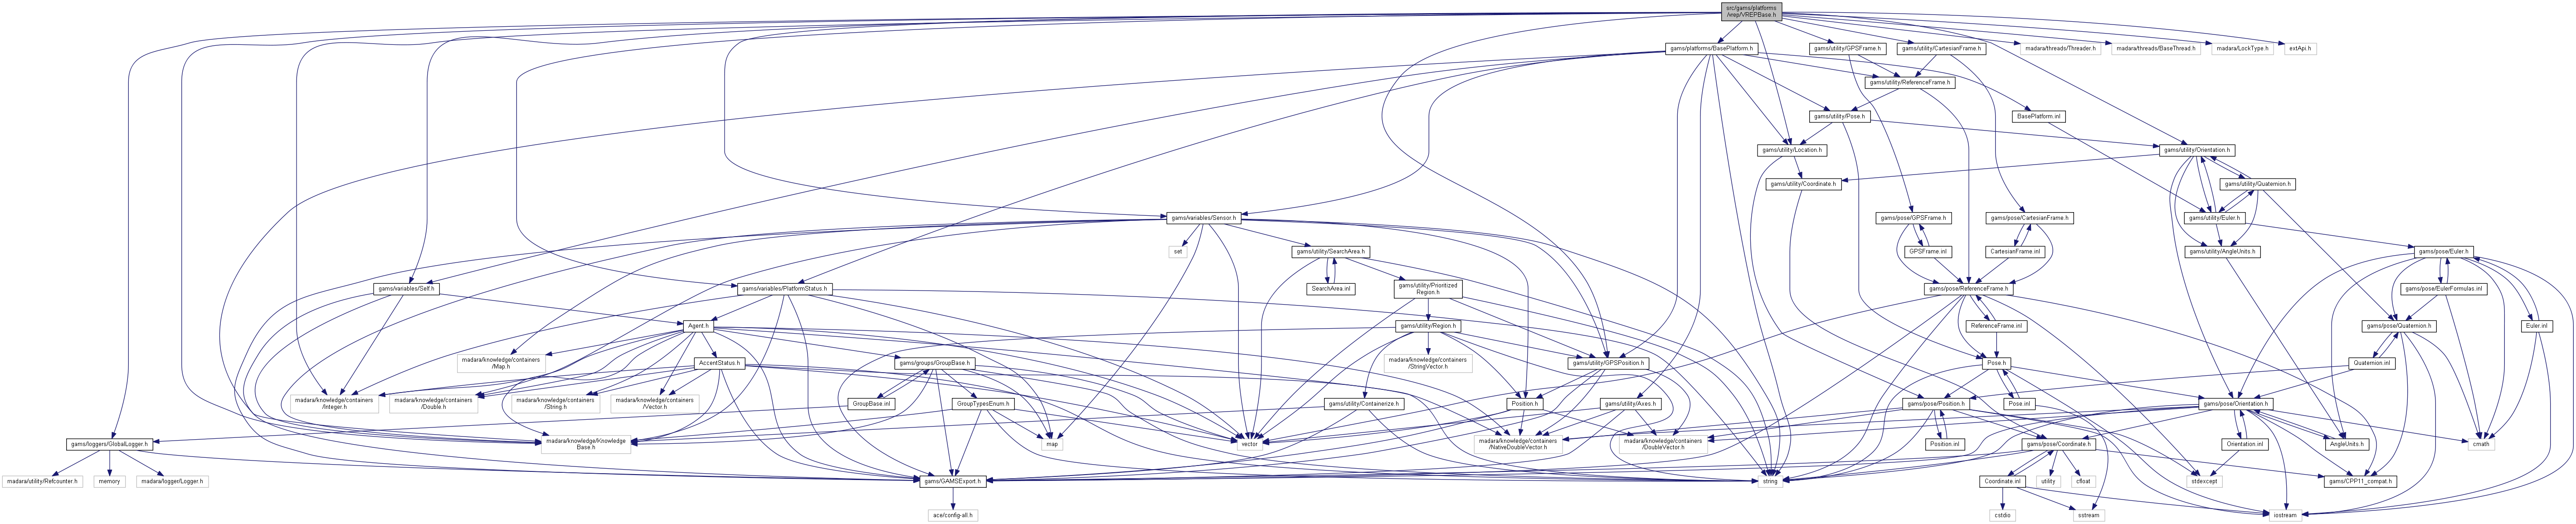 src/gams/platforms
/vrep/VREPBase.h
gams/platforms/BasePlatform.h
gams/utility/GPSFrame.h
gams/utility/CartesianFrame.h
madara/threads/Threader.h
madara/threads/BaseThread.h
madara/LockType.h
extApi.h
gams/utility/ReferenceFrame.h
gams/utility/Pose.h
BasePlatform.inl
gams/utility/Location.h
gams/utility/Orientation.h
gams/utility/Coordinate.h
gams/utility/Quaternion.h
gams/variables/Sensor.h
gams/pose/GPSFrame.h
gams/pose/CartesianFrame.h
gams/utility/Euler.h
set
gams/utility/SearchArea.h
GPSFrame.inl
CartesianFrame.inl
gams/utility/AngleUnits.h
gams/pose/Euler.h
gams/variables/Self.h
gams/variables/PlatformStatus.h
SearchArea.inl
gams/utility/Prioritized
Region.h
gams/pose/ReferenceFrame.h
gams/pose/EulerFormulas.inl
Agent.h
gams/utility/Region.h
ReferenceFrame.inl
gams/pose/Quaternion.h
Euler.inl
madara/knowledge/containers
/Map.h
AccentStatus.h
gams/groups/GroupBase.h
madara/knowledge/containers
/StringVector.h
gams/utility/GPSPosition.h
Pose.h
Quaternion.inl
madara/knowledge/containers
/Integer.h
madara/knowledge/containers
/Double.h
madara/knowledge/containers
/String.h
madara/knowledge/containers
/Vector.h
GroupBase.inl
GroupTypesEnum.h
gams/utility/Containerize.h
Position.h
gams/utility/Axes.h
gams/pose/Position.h
Pose.inl
gams/pose/Orientation.h
gams/loggers/GlobalLogger.h
madara/knowledge/Knowledge
Base.h
map
vector
madara/knowledge/containers
/NativeDoubleVector.h
madara/knowledge/containers
/DoubleVector.h
Position.inl
gams/pose/Coordinate.h
Orientation.inl
AngleUnits.h
cmath
madara/utility/Refcounter.h
memory
madara/logger/Logger.h
gams/GAMSExport.h
string
Coordinate.inl
utility
cfloat
stdexcept
gams/CPP11_compat.h
ace/config-all.h
cstdio
sstream
iostream